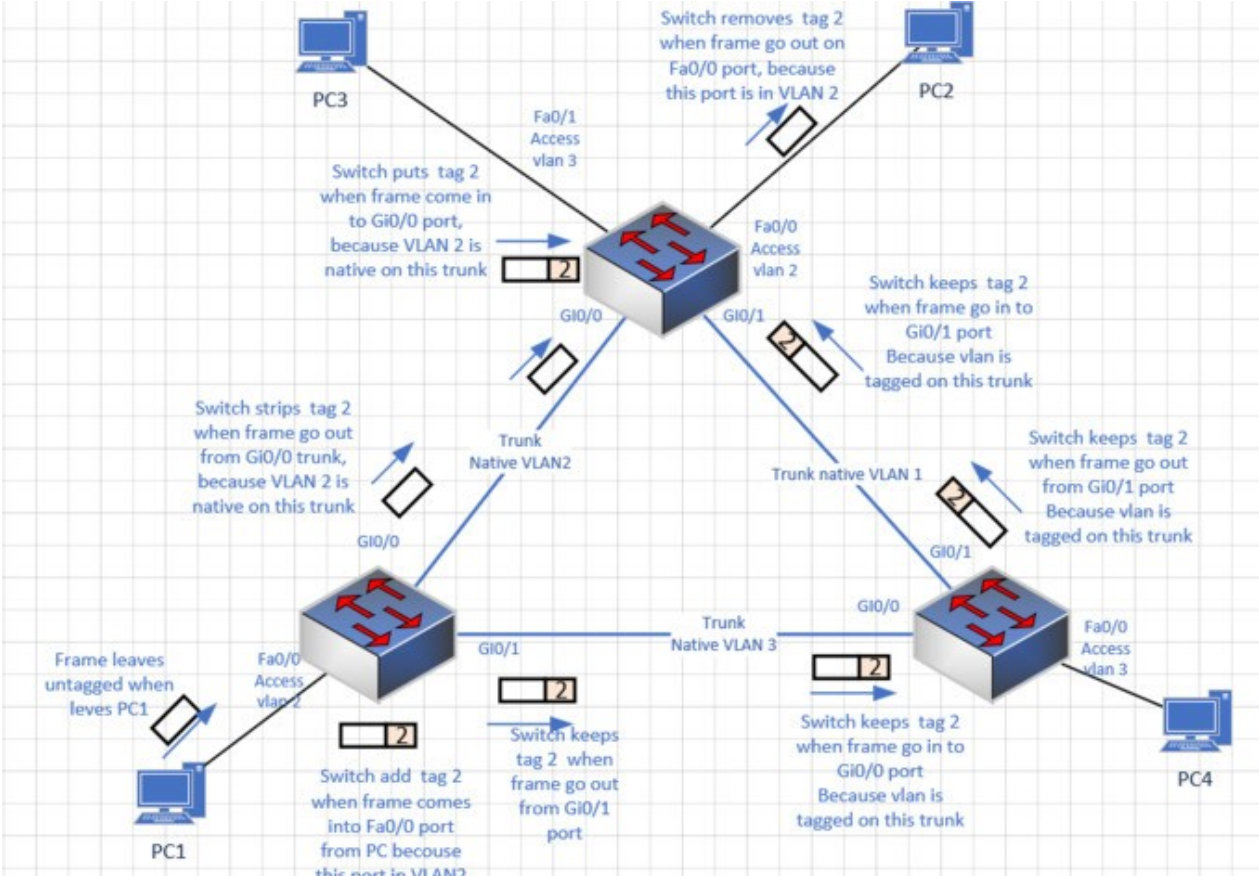 Switch removes tag 2
when frame go out on
Fa0/0 port, because
this port is in VLAN 2
PC3
PC2
Fa0/1
Access
vlan 3
Switch puts tag 2
when frame come in
to Gi0/0 port,
because VLAN 2 is
native on this trunk
2
Fa0/0
Access
vlan 2
GI0/0
GI0/1
Switch keeps tag 2
when frame go in to
Gi0/1 port
Because vlan is
tagged on this trunk
2
Switch strips tag 2
when frame go out
from Gi0/0 trunk,
because VLAN 2 is
native on this trunk
Trunk
Native VLAN2
Trunk native VLAN 1
Switch keeps tag 2
when frame go out
from Gi0/1 port
Because vlan is
tagged on this trunk
2
GI0/0
GI0/1
GI0/0
Trunk
Native VLAN 3
GI0/1
Fa0/0
Access
vlan 3
Frame leaves
untagged when
leves PC1
Fa0/0
Access
vlan 2
2
2
2
Switch keeps
tag 2 when
frame go out
from Gi0/1
port
Switch keeps tag 2
when frame go in to
Gi0/0 port
Because vlan is
tagged on this trunk
PC4
Switch add tag 2
when frame comes
into Fa0/0 port
from PC becouse
this port in VLAN2
PC1